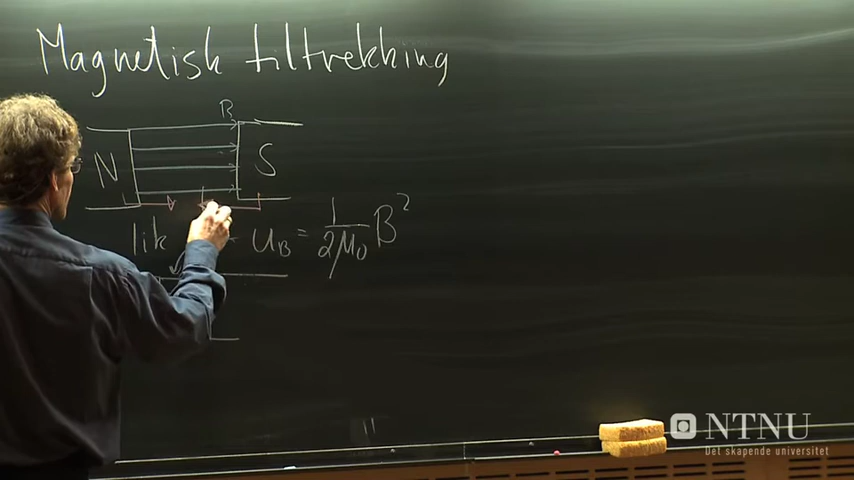 Magnetisk tiltrekking
B
N S
lik u_B = 1/2μ₀ B²
NTNU
Det skapende universitet